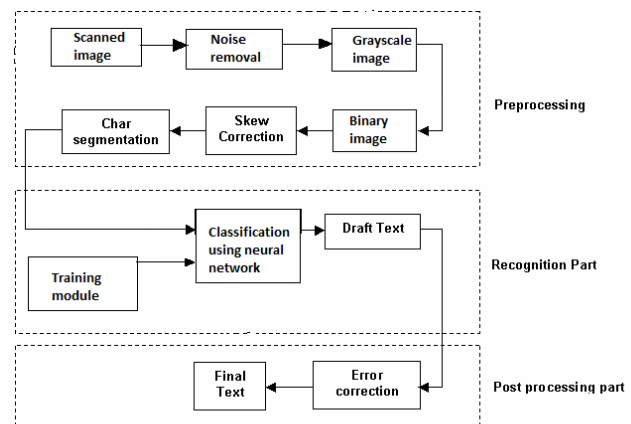 Scanned
image
Noise
removal
Grayscale
image
Preprocessing
Char
segmentation
Skew
Correction
Binary
image
Classification
using neural
network
Draft Text
Training
module
Recognition Part
Final
Text
Error
correction
Post processing part